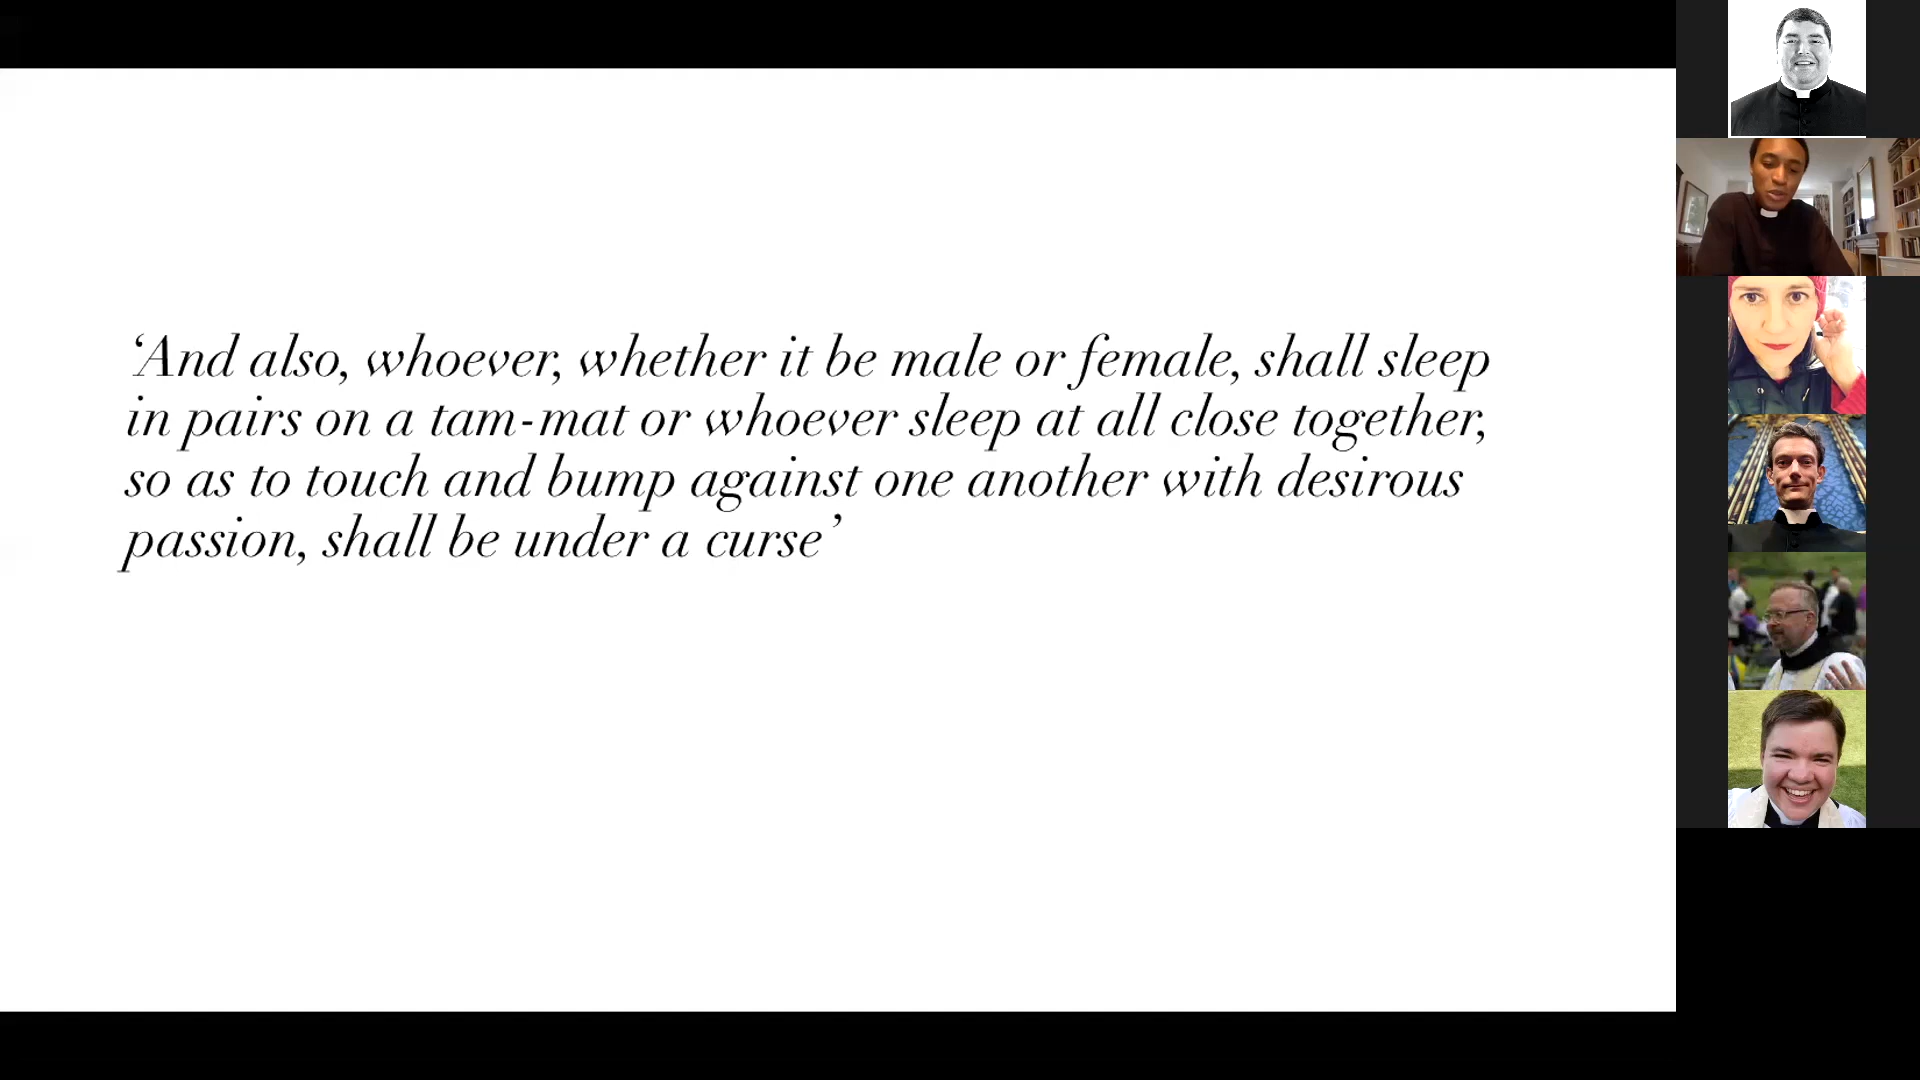 ‘And also, whoever, whether it be male or female, shall sleep
in pairs on a tam-mat or whoever sleep at all close together,
so as to touch and bump against one another with desirous
passion, shall be under a curse’